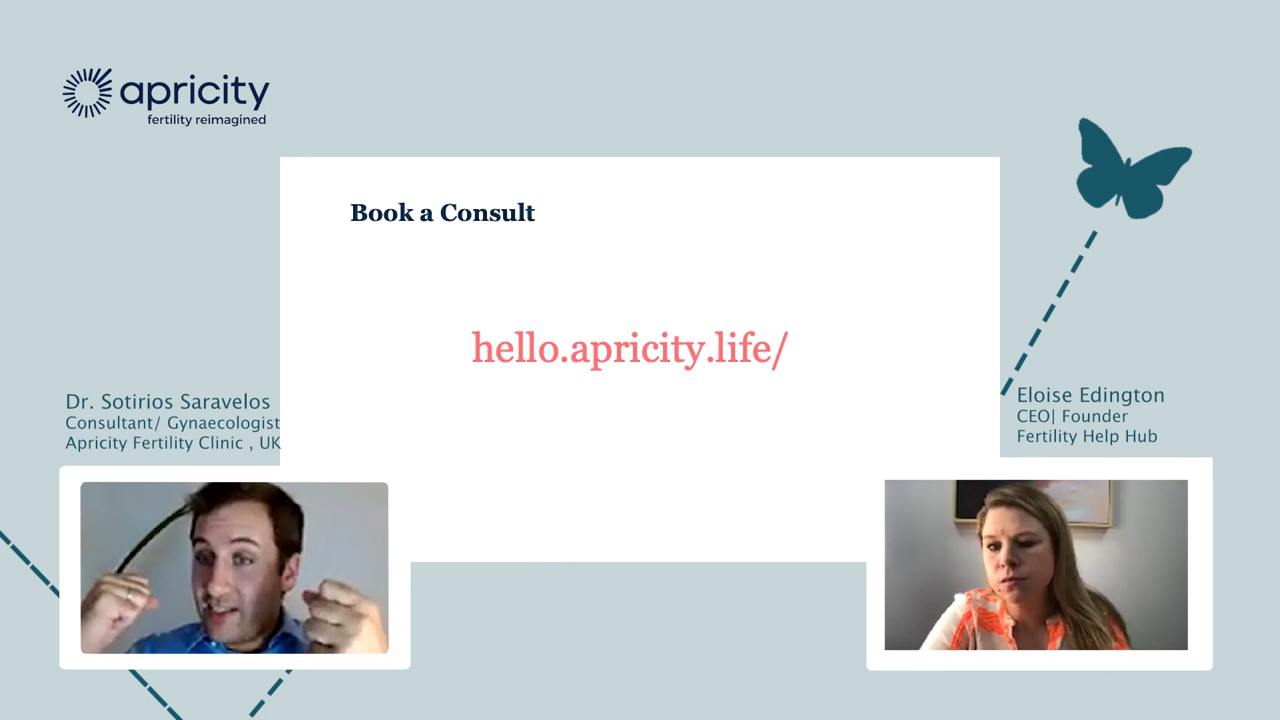 apricity
fertility reimagined
Book a Consult
hello.apricity.life/
Dr. Sotirios Saravelos
Consultant/ Gynaecologist
Apricity Fertility Clinic , UK
Eloise Edington
CEO| Founder
Fertility Help Hub